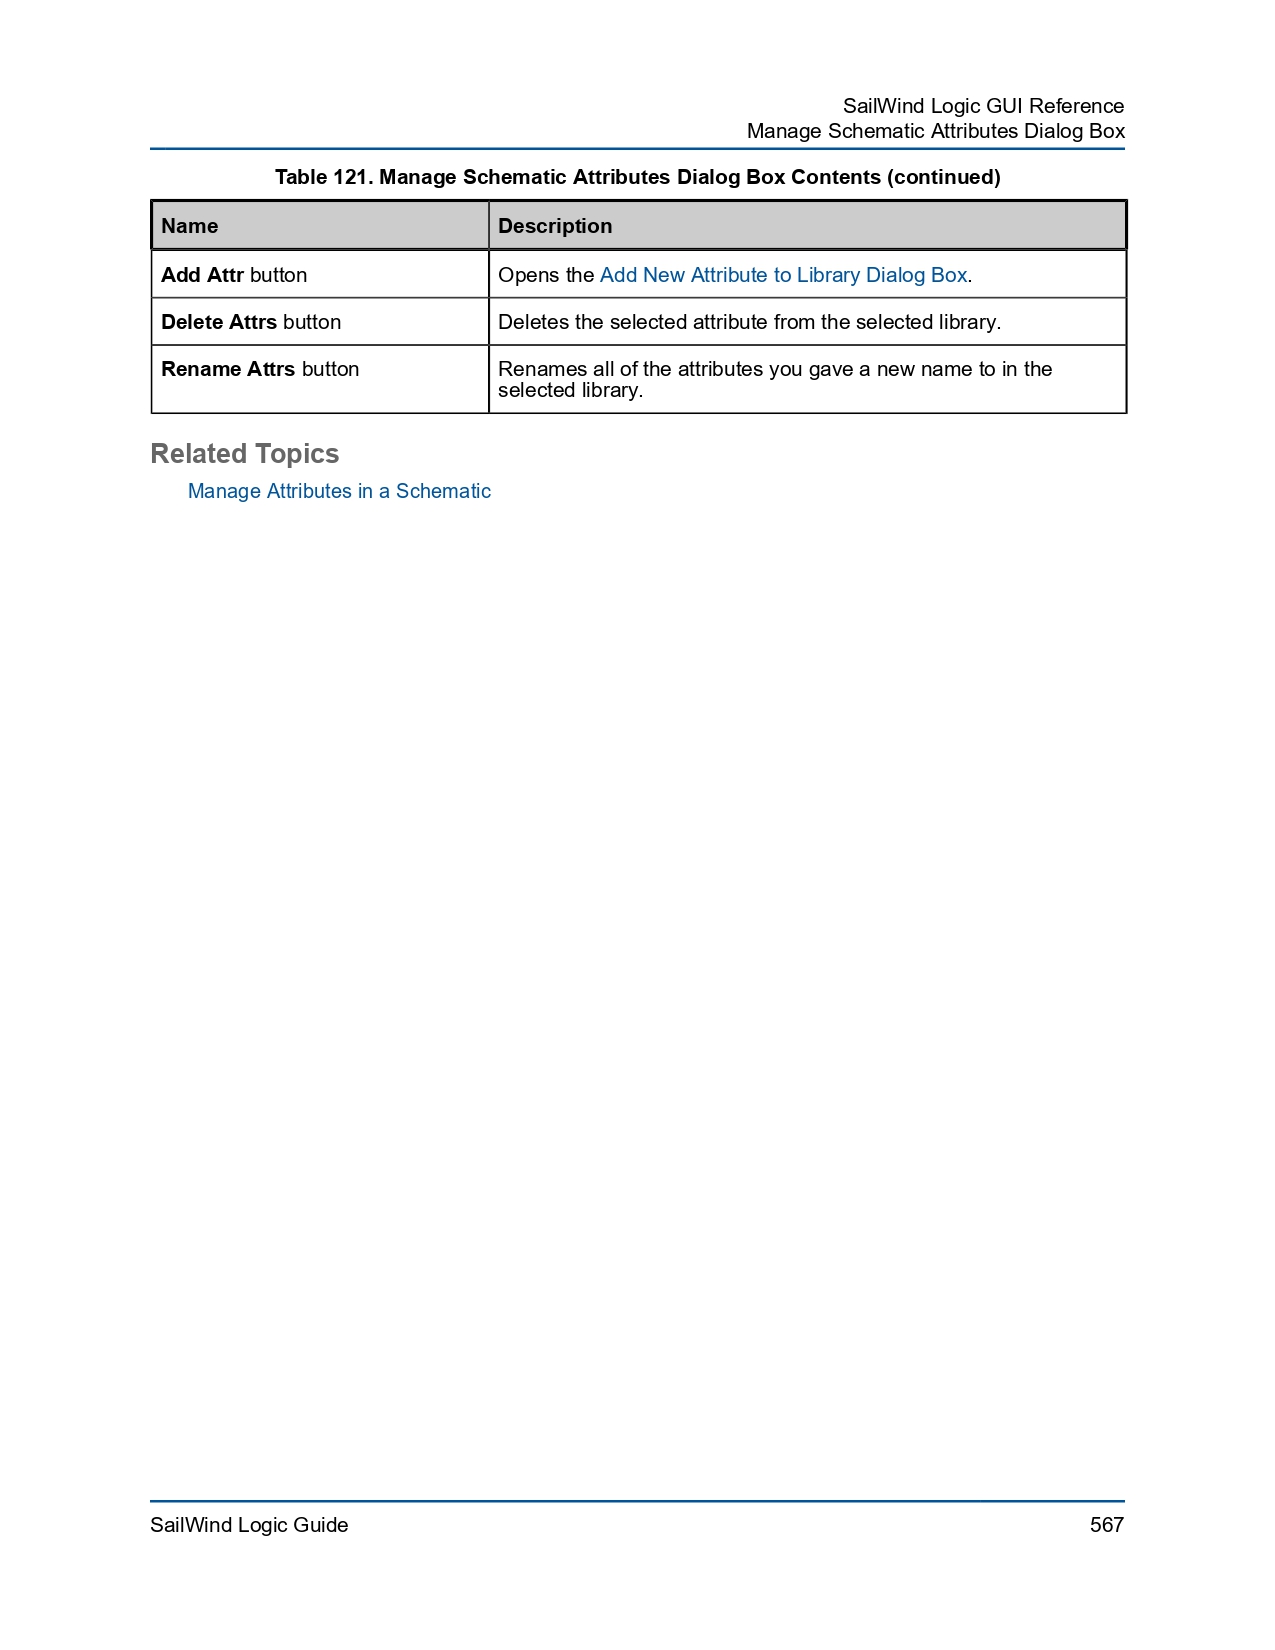 SailWind Logic GUI Reference
Manage Schematic Attributes Dialog Box
Table 121. Manage Schematic Attributes Dialog Box Contents (continued)
Name Description
Add Attr button Opens the Add New Attribute to Library Dialog Box.
Delete Attrs button Deletes the selected attribute from the selected library.
Rename Attrs button Renames all of the attributes you gave a new name to in the
selected library.
Related Topics
Manage Attributes in a Schematic
SailWind Logic Guide 567